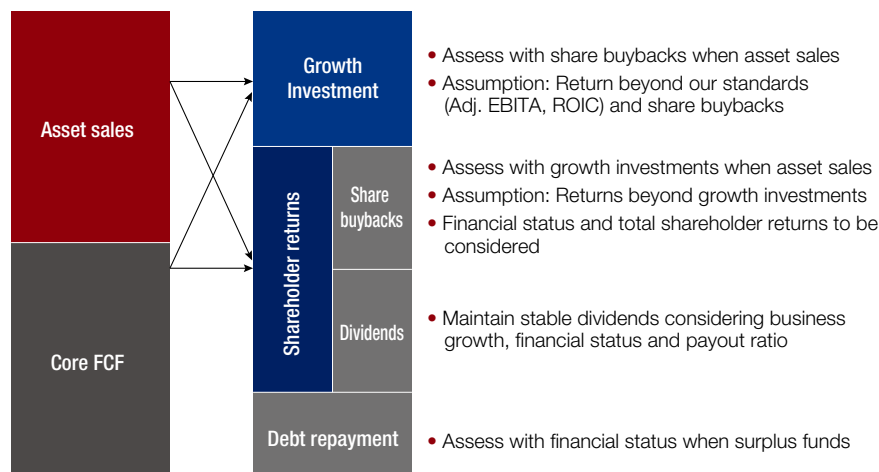 Asset sales
Core FCF
Growth
Investment
• Assess with share buybacks when asset sales
• Assumption: Return beyond our standards
(Adj. EBITA, ROIC) and share buybacks
Shareholder returns
Share
buybacks
• Assess with growth investments when asset sales
• Assumption: Returns beyond growth investments
• Financial status and total shareholder returns to be
considered
Dividends
• Maintain stable dividends considering business
growth, financial status and payout ratio
Debt repayment
• Assess with financial status when surplus funds